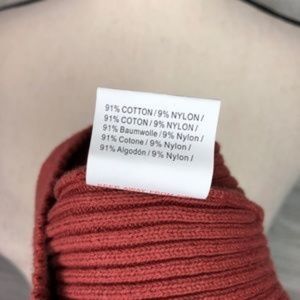 91% COTTON / 9% NYLON /
91% COTON / 9% NYLON /
91% Baumwolle / 9% Nylon /
91% Cotone / 9% Nylon /
91% Algodón / 9% Nylon /